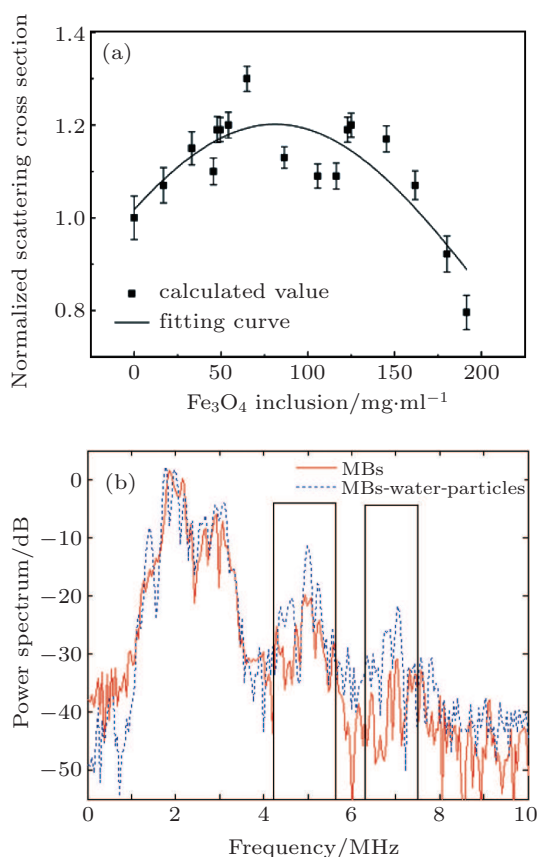 (a)
Normalized scattering cross section
1.4
1.2
1.0
0.8
calculated value
fitting curve
0 50 100 150 200
Fe₃O₄ inclusion/mg·ml⁻¹
(b)
MBs
MBs-water-particles
Power spectrum/dB
0
−10
−20
−30
−40
−50
0 2 4 6 8 10
Frequency/MHz